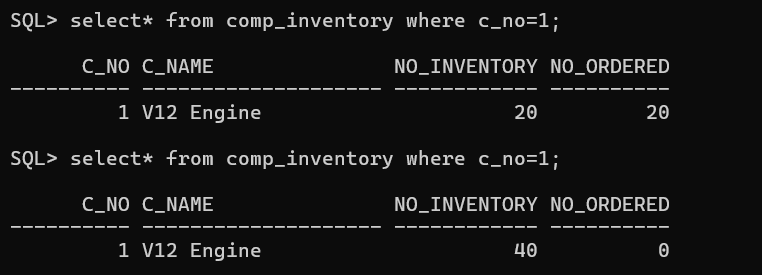 SQL> select* from comp_inventory where c_no=1;
      C_NO C_NAME               NO_INVENTORY NO_ORDERED
---------- -------------------- ------------ ----------
         1 V12 Engine                     20         20
SQL> select* from comp_inventory where c_no=1;
      C_NO C_NAME               NO_INVENTORY NO_ORDERED
---------- -------------------- ------------ ----------
         1 V12 Engine                     40          0